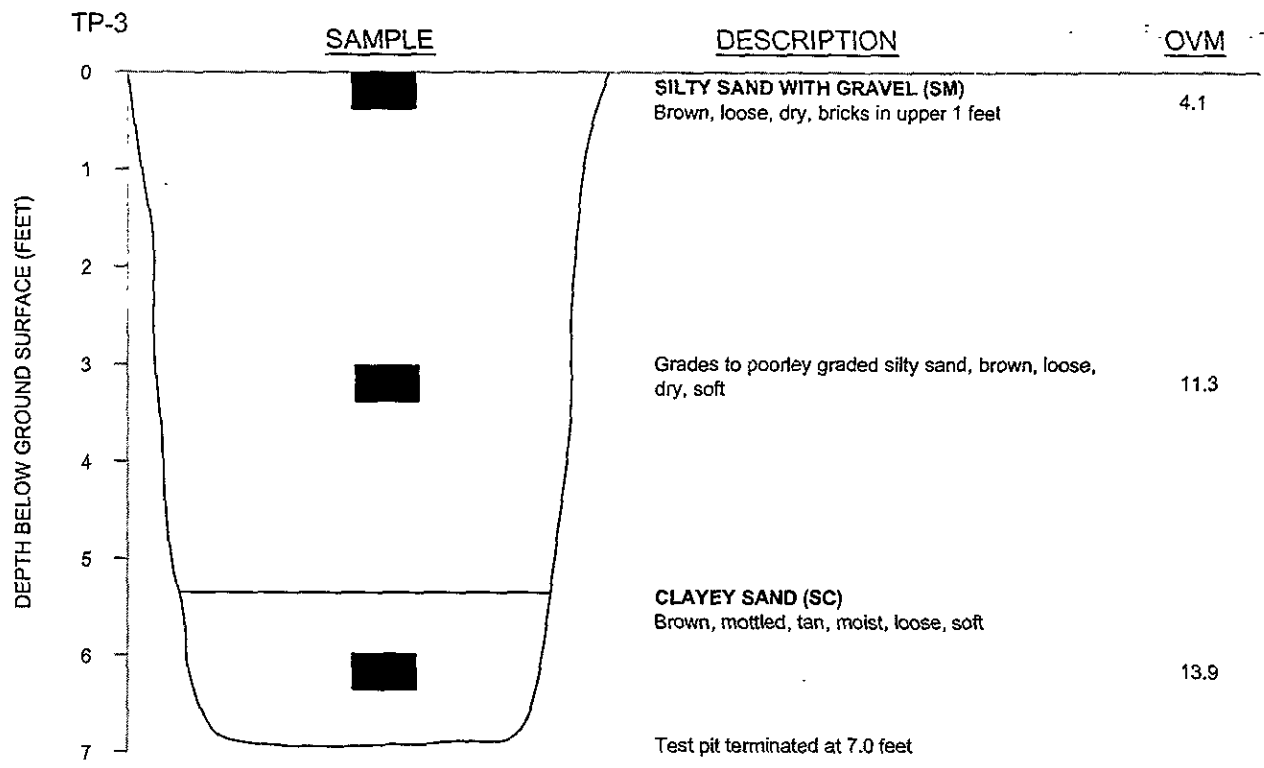 TP-3
SAMPLE DESCRIPTION OVM
DEPTH BELOW GROUND SURFACE (FEET)
0
SILTY SAND WITH GRAVEL (SM)
Brown, loose, dry, bricks in upper 1 feet
4.1
1
2
3
Grades to poorley graded silty sand, brown, loose,
dry, soft
11.3
4
5
CLAYEY SAND (SC)
Brown, mottled, tan, moist, loose, soft
6
13.9
7
Test pit terminated at 7.0 feet